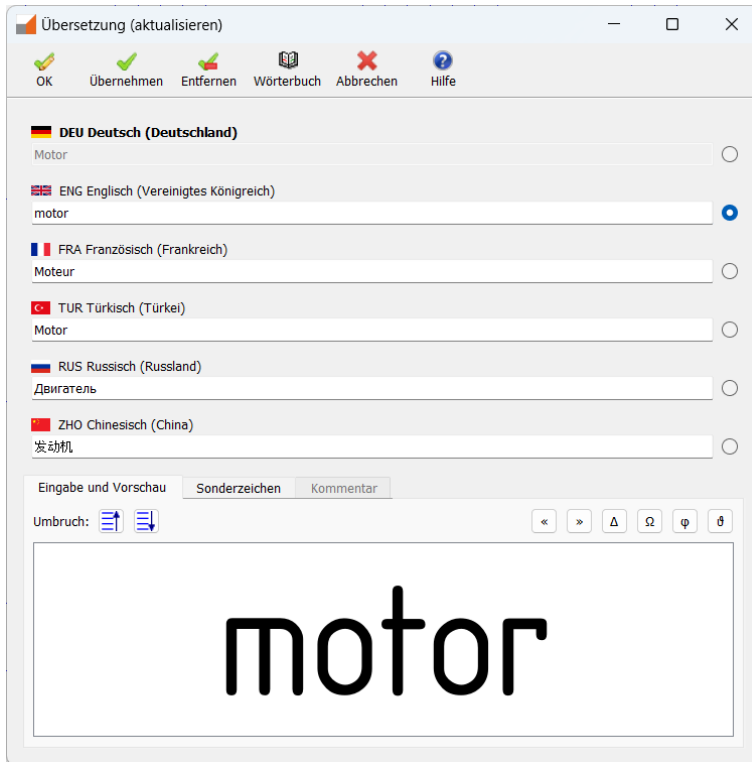 Übersetzung (aktualisieren)
OK Übernehmen Entfernen Wörterbuch Abbrechen Hilfe
DEU Deutsch (Deutschland)
Motor
ENG Englisch (Vereinigtes Königreich)
motor
FRA Französisch (Frankreich)
Moteur
TUR Türkisch (Türkei)
Motor
RUS Russisch (Russland)
Двигатель
ZHO Chinesisch (China)
发动机
Eingabe und Vorschau Sonderzeichen Kommentar
Umbruch: « » Δ Ω φ ϑ
motor